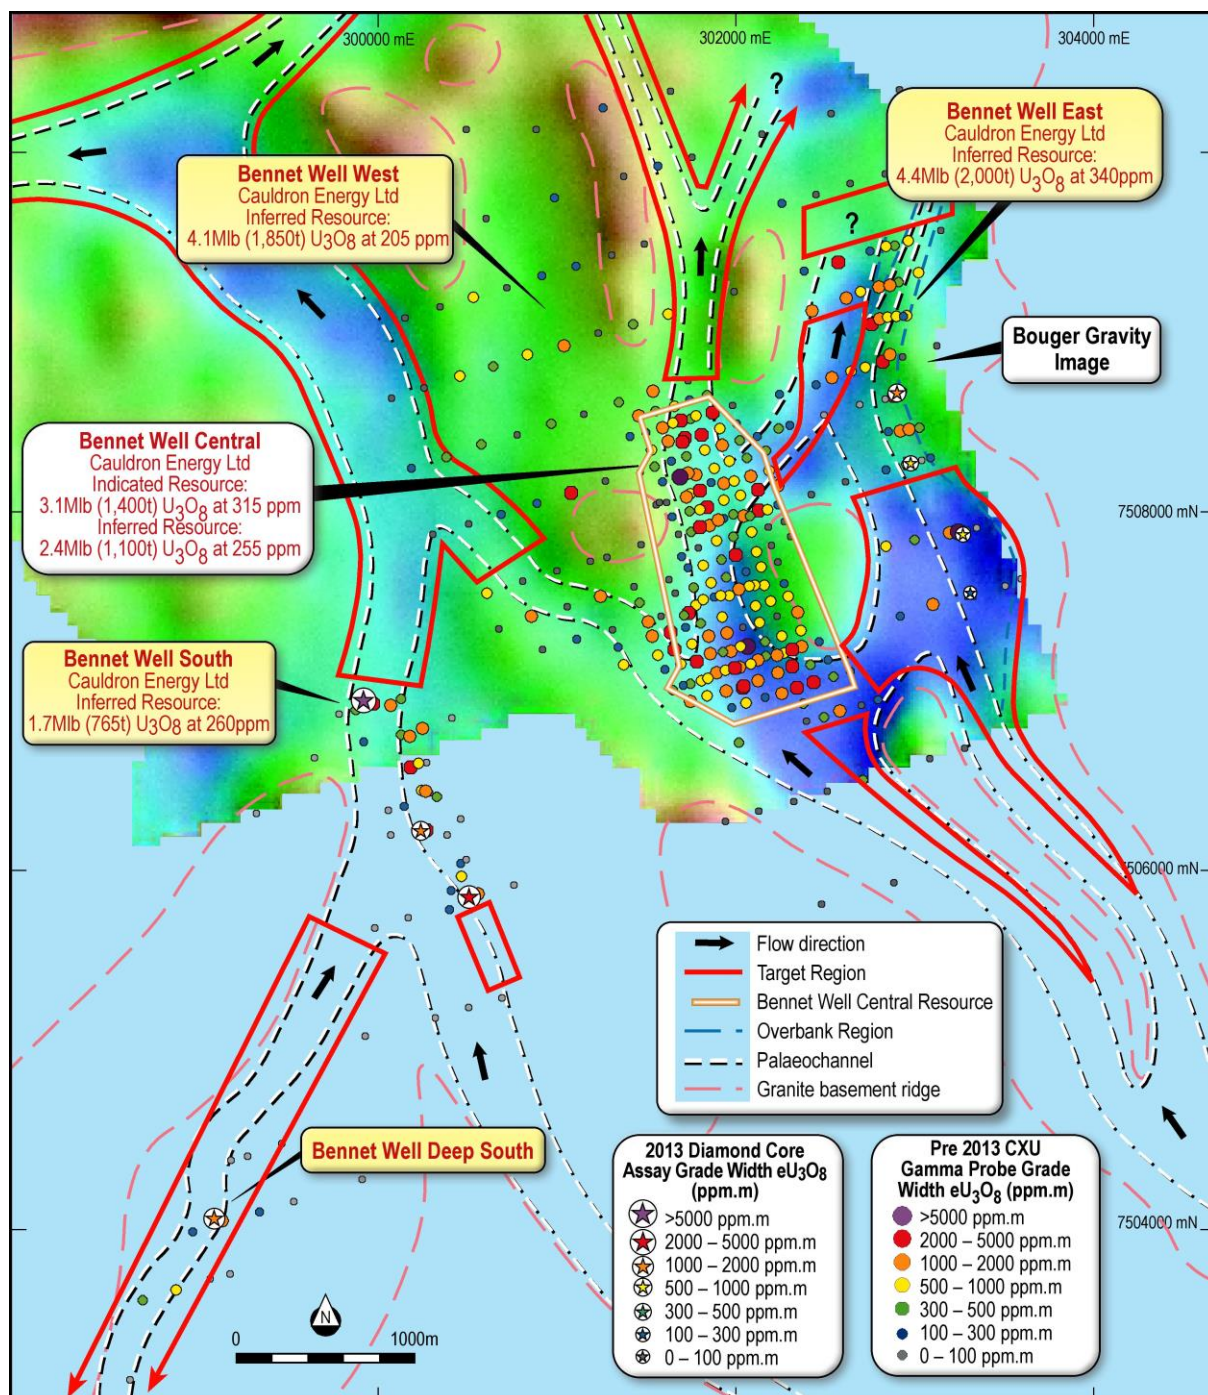 300000 mE
302000 mE
304000 mE
?
?
Bennet Well East
Cauldron Energy Ltd
Inferred Resource:
4.4Mlb (2,000t) U3O8 at 340ppm
Bennet Well West
Cauldron Energy Ltd
Inferred Resource:
4.1Mlb (1,850t) U3O8 at 205 ppm
Bouger Gravity
Image
Bennet Well Central
Cauldron Energy Ltd
Indicated Resource:
3.1Mlb (1,400t) U3O8 at 315 ppm
Inferred Resource:
2.4Mlb (1,100t) U3O8 at 255 ppm
7508000 mN
Bennet Well South
Cauldron Energy Ltd
Inferred Resource:
1.7Mlb (765t) U3O8 at 260ppm
7506000 mN
Flow direction
Target Region
Bennet Well Central Resource
Overbank Region
Palaeochannel
Granite basement ridge
Bennet Well Deep South
2013 Diamond Core
Assay Grade Width eU3O8
(ppm.m)
>5000 ppm.m
2000 – 5000 ppm.m
1000 – 2000 ppm.m
500 – 1000 ppm.m
300 – 500 ppm.m
100 – 300 ppm.m
0 – 100 ppm.m
Pre 2013 CXU
Gamma Probe Grade
Width eU3O8 (ppm.m)
>5000 ppm.m
2000 – 5000 ppm.m
1000 – 2000 ppm.m
500 – 1000 ppm.m
300 – 500 ppm.m
100 – 300 ppm.m
0 – 100 ppm.m
7504000 mN
N
0 1000m